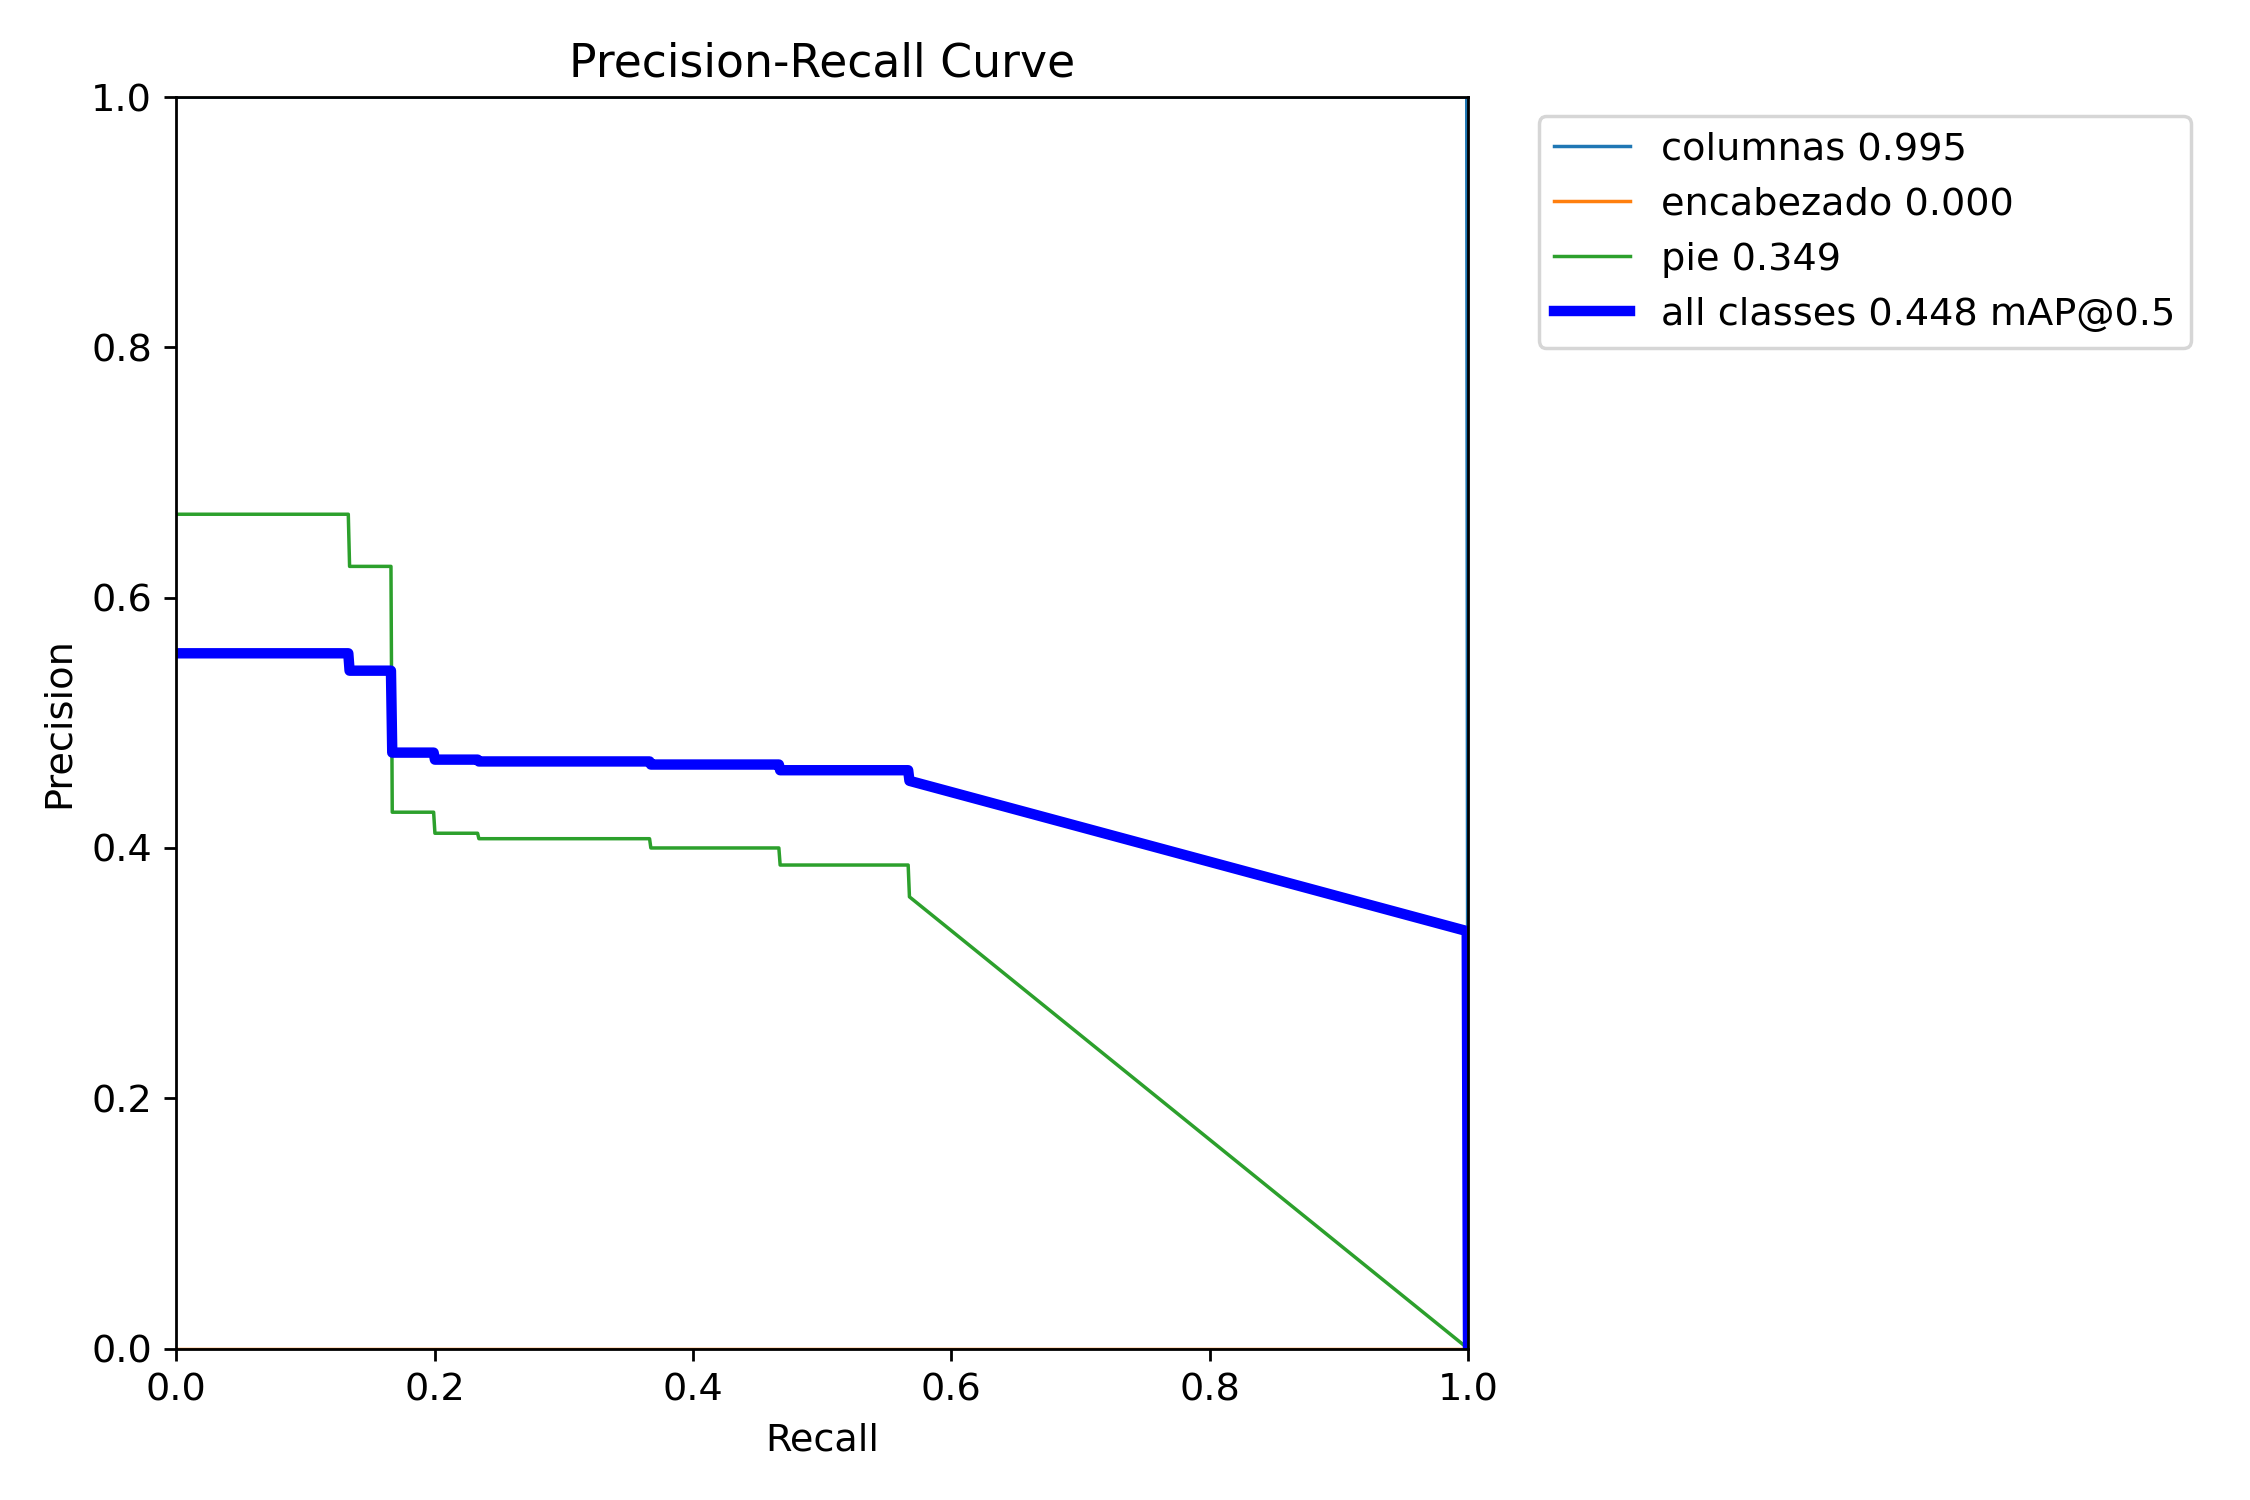 Precision-Recall Curve
1.0
0.8
0.6
0.4
0.2
0.0
Precision
0.0 0.2 0.4 0.6 0.8 1.0
Recall
columnas 0.995
encabezado 0.000
pie 0.349
all classes 0.448 mAP@0.5